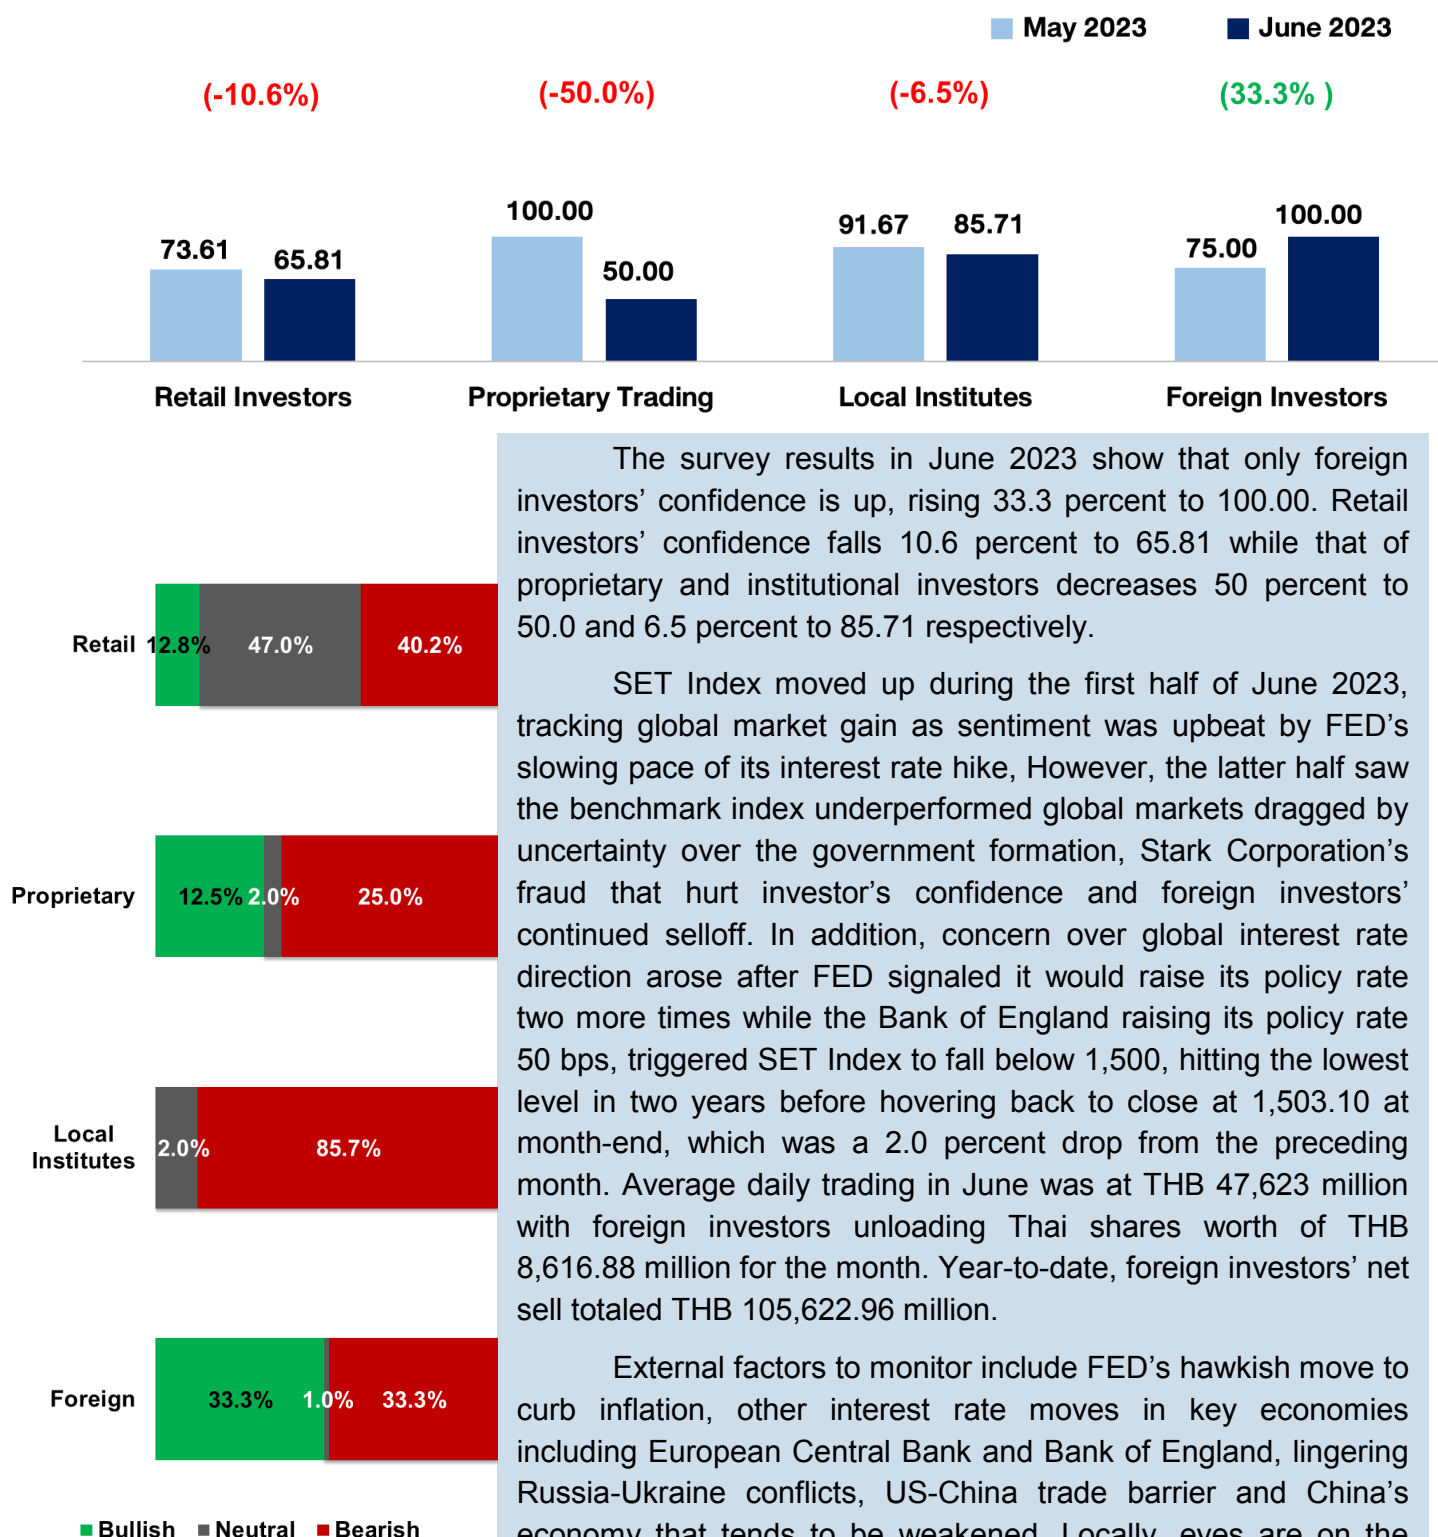 May 2023 June 2023
(-10.6%) (-50.0%) (-6.5%) (33.3% )
73.61 65.81 100.00 50.00 91.67 85.71 75.00 100.00
Retail Investors Proprietary Trading Local Institutes Foreign Investors
Retail 12.8% 47.0% 40.2%
Proprietary 12.5% 2.0% 25.0%
Local
Institutes
2.0% 85.7%
Foreign 33.3% 1.0% 33.3%
Bullish Neutral Bearish
The survey results in June 2023 show that only foreign
investors’ confidence is up, rising 33.3 percent to 100.00. Retail
investors’ confidence falls 10.6 percent to 65.81 while that of
proprietary and institutional investors decreases 50 percent to
50.0 and 6.5 percent to 85.71 respectively.
SET Index moved up during the first half of June 2023,
tracking global market gain as sentiment was upbeat by FED’s
slowing pace of its interest rate hike, However, the latter half saw
the benchmark index underperformed global markets dragged by
uncertainty over the government formation, Stark Corporation’s
fraud that hurt investor’s confidence and foreign investors’
continued selloff. In addition, concern over global interest rate
direction arose after FED signaled it would raise its policy rate
two more times while the Bank of England raising its policy rate
50 bps, triggered SET Index to fall below 1,500, hitting the lowest
level in two years before hovering back to close at 1,503.10 at
month-end, which was a 2.0 percent drop from the preceding
month. Average daily trading in June was at THB 47,623 million
with foreign investors unloading Thai shares worth of THB
8,616.88 million for the month. Year-to-date, foreign investors’ net
sell totaled THB 105,622.96 million.
External factors to monitor include FED’s hawkish move to
curb inflation, other interest rate moves in key economies
including European Central Bank and Bank of England, lingering
Russia-Ukraine conflicts, US-China trade barrier and China’s
economy that tends to be weakened. Locally, eyes are on the